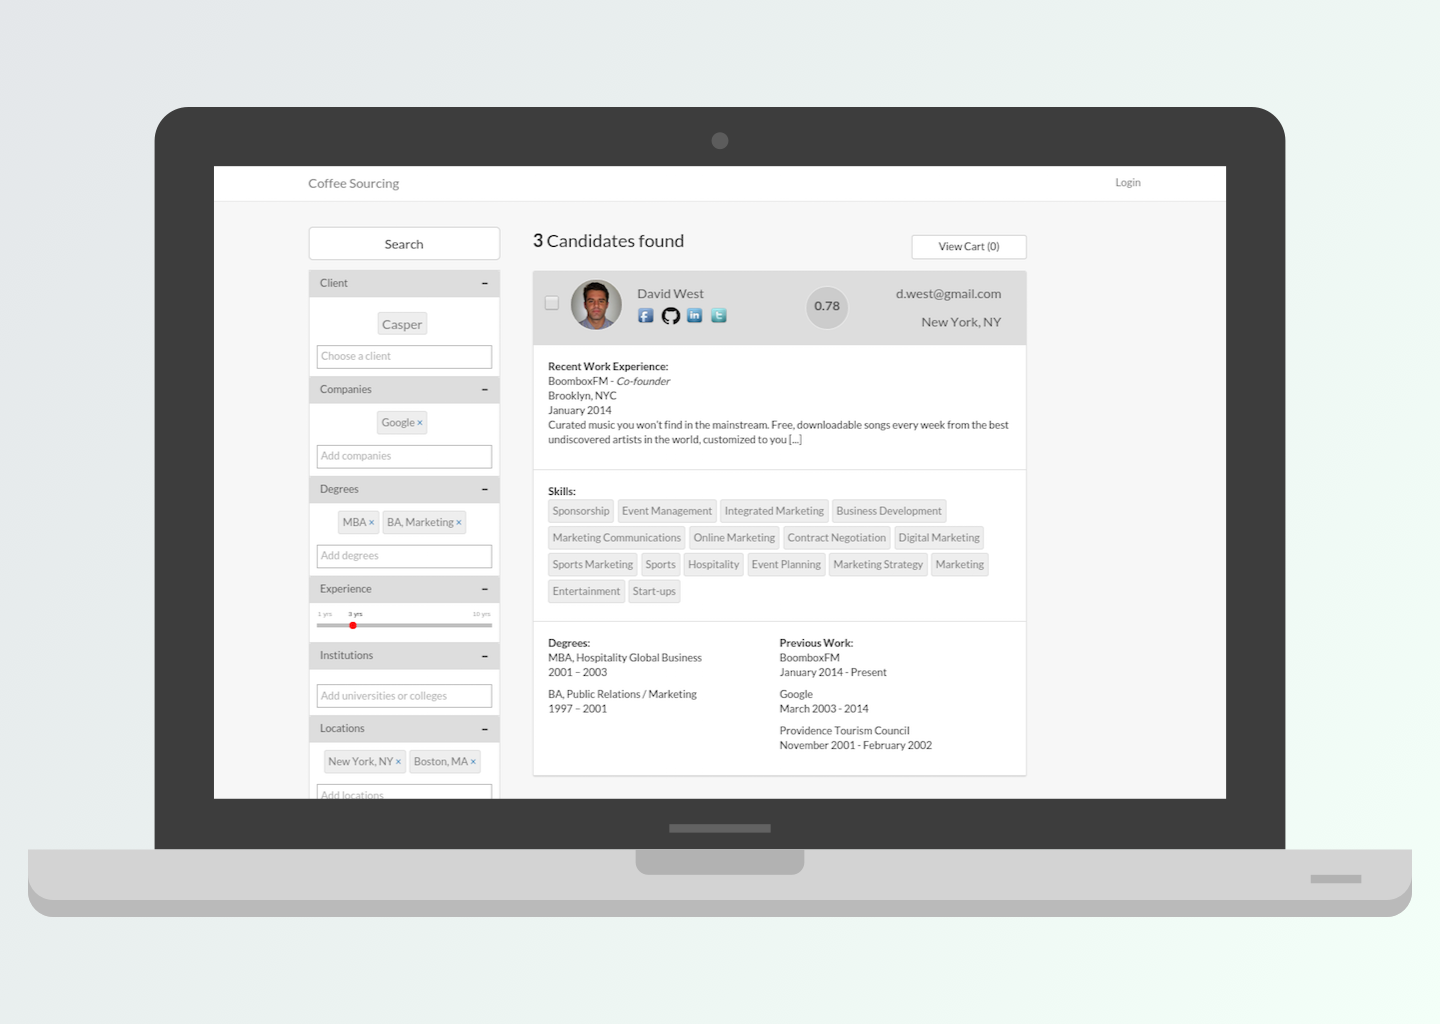 Coffee Sourcing
Login
Search
Client –
Casper
Choose a client
Companies –
Google ×
Add companies
Degrees –
MBA × BA, Marketing ×
Add degrees
Experience –
1 yrs 3 yrs 10 yrs
Institutions –
Add universities or colleges
Locations –
New York, NY × Boston, MA ×
Add locations
3 Candidates found
View Cart (0)
David West
0.78
d.west@gmail.com
New York, NY
Recent Work Experience:
BoomboxFM - Co-founder
Brooklyn, NYC
January 2014
Curated music you won't find in the mainstream. Free, downloadable songs every week from the best
undiscovered artists in the world, customized to you [...]
Skills:
Sponsorship Event Management Integrated Marketing Business Development
Marketing Communications Online Marketing Contract Negotiation Digital Marketing
Sports Marketing Sports Hospitality Event Planning Marketing Strategy Marketing
Entertainment Start-ups
Degrees:
MBA, Hospitality Global Business
2001 – 2003
BA, Public Relations / Marketing
1997 – 2001
Previous Work:
BoomboxFM
January 2014 - Present
Google
March 2003 - 2014
Providence Tourism Council
November 2001 - February 2002